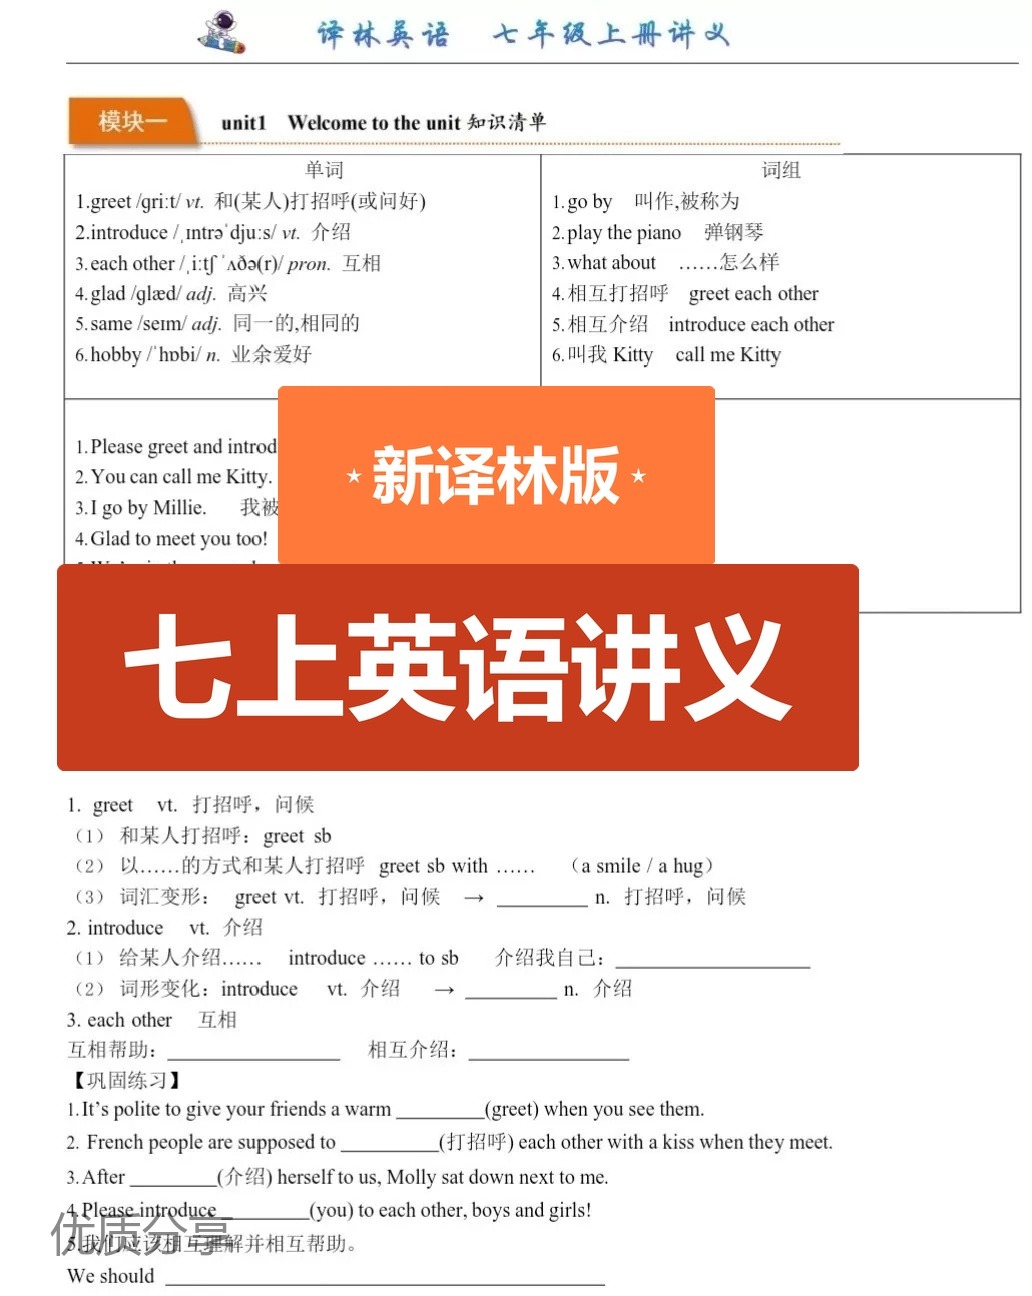 译林英语 七年级上册讲义
模块一 unit1 Welcome to the unit 知识清单
单词
1.greet /ɡriːt/ vt. 和(某人)打招呼(或问好)
2.introduce /ˌɪntrəˈdjuːs/ vt. 介绍
3.each other /ˌiːtʃ ˈʌðə(r)/ pron. 互相
4.glad /ɡlæd/ adj. 高兴
5.same /seɪm/ adj. 同一的,相同的
6.hobby /ˈhɒbi/ n. 业余爱好
词组
1.go by 叫作,被称为
2.play the piano 弹钢琴
3.what about ……怎么样
4.相互打招呼 greet each other
5.相互介绍 introduce each other
6.叫我 Kitty call me Kitty
1.Please greet and introd
2.You can call me Kitty.
3.I go by Millie. 我被
4.Glad to meet you too!
新译林版
七上英语讲义
1. greet vt. 打招呼，问候
（1） 和某人打招呼：greet sb
（2） 以……的方式和某人打招呼 greet sb with …… （a smile / a hug）
（3） 词汇变形： greet vt. 打招呼，问候 → ________ n. 打招呼，问候
2. introduce vt. 介绍
（1） 给某人介绍…… introduce …… to sb 介绍我自己：________________
（2） 词形变化：introduce vt. 介绍 → ________ n. 介绍
3. each other 互相
互相帮助：________________ 相互介绍：________________
【巩固练习】
1.It’s polite to give your friends a warm ________(greet) when you see them.
2. French people are supposed to ________(打招呼) each other with a kiss when they meet.
3.After ________(介绍) herself to us, Molly sat down next to me.
4.Please introduce ________(you) to each other, boys and girls!
优质分享
5.我们应该相互理解并相互帮助。
We should ________________________________